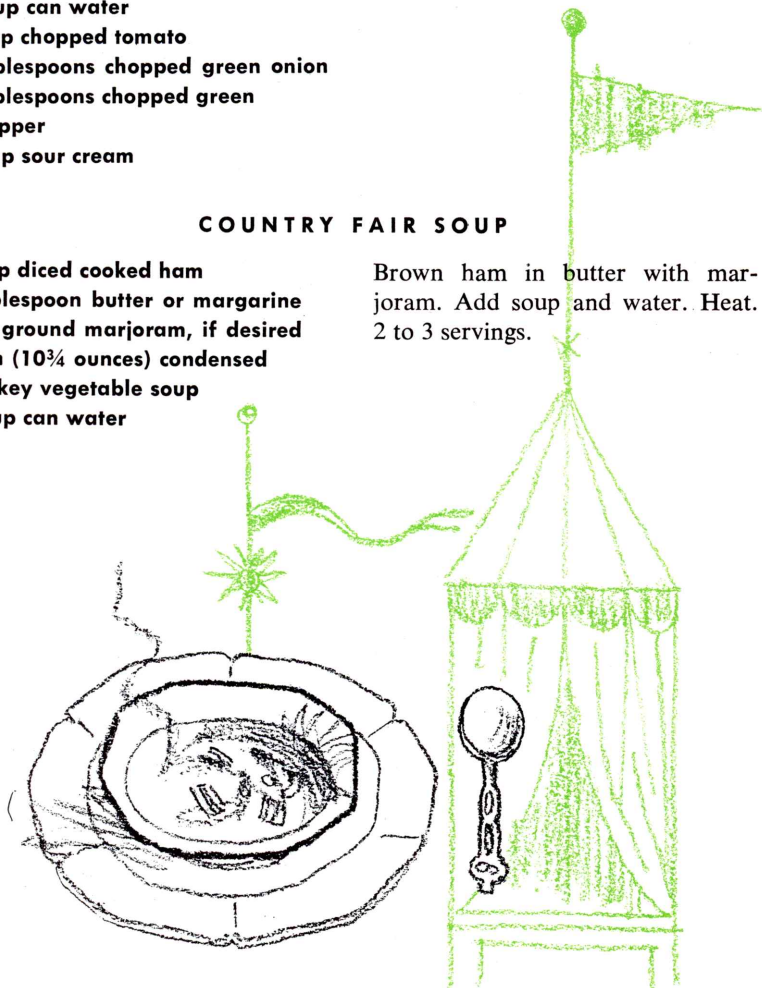 up can water
p chopped tomato
blespoons chopped green onion
blespoons chopped green
pper
p sour cream
COUNTRY FAIR SOUP
p diced cooked ham
blespoon butter or margarine
ground marjoram, if desired
(10¾ ounces) condensed
key vegetable soup
up can water
Brown ham in butter with mar-
joram. Add soup and water. Heat.
2 to 3 servings.